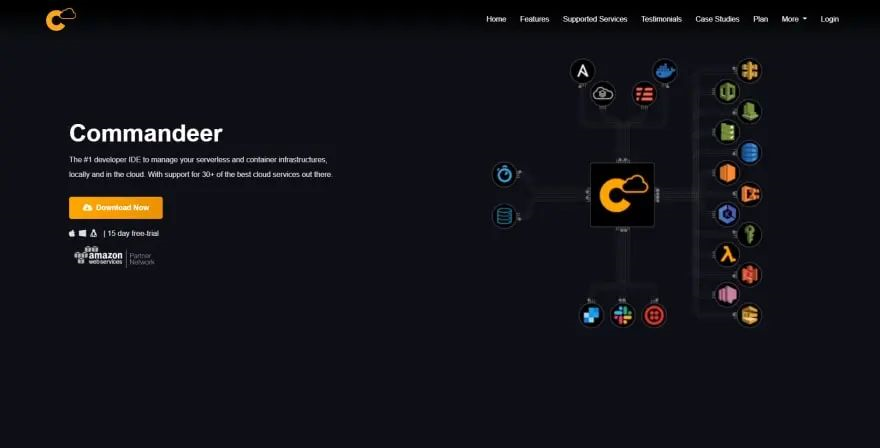 Home Features Supported Services Testimonials Case Studies Plan More Login
Commandeer
The #1 developer IDE to manage your serverless and container infrastructures,
locally and in the cloud. With support for 30+ of the best cloud services out there.
Download Now
| 15 day free-trial
amazon
webservices
Partner
Network